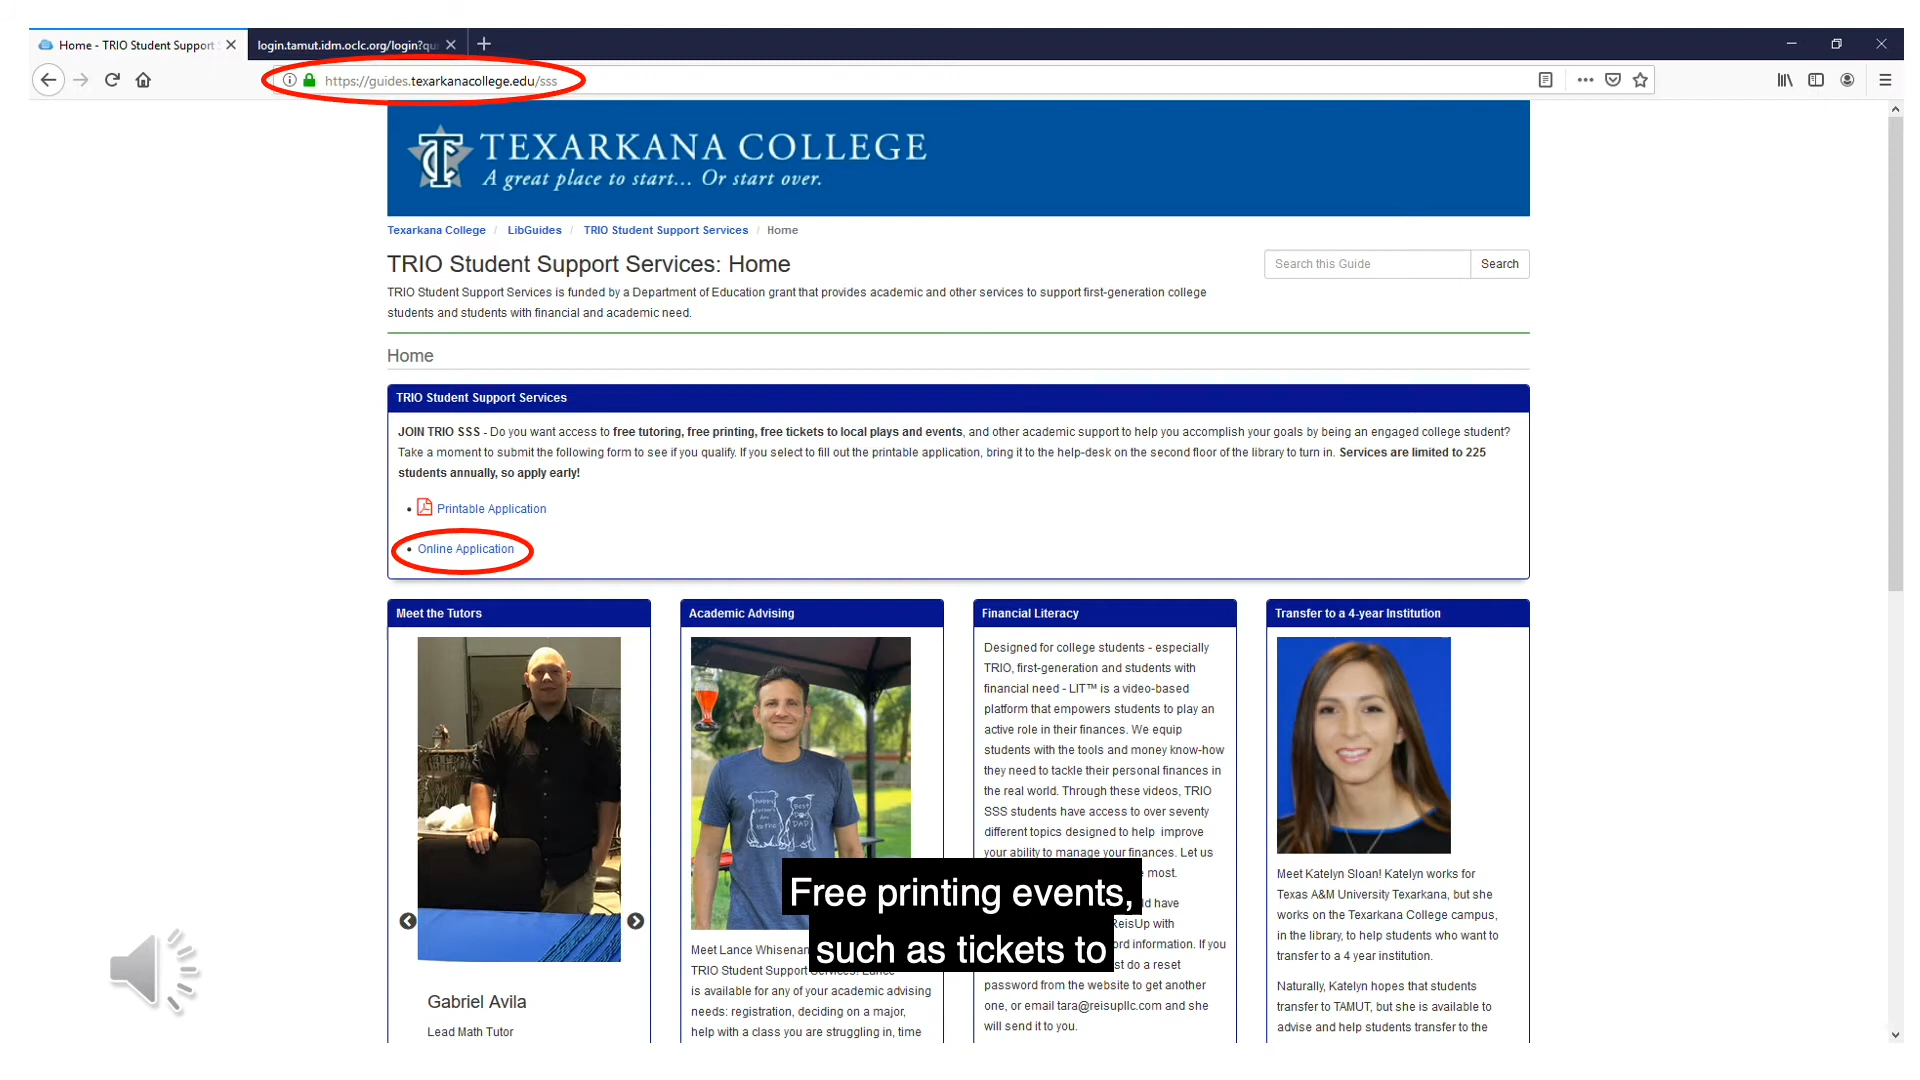 Home - TRIO Student Support
login.tamut.idm.oclc.org/login?qu
https://guides.texarkanacollege.edu/sss
TEXARKANA COLLEGE
A great place to start... Or start over.
Texarkana College / LibGuides / TRIO Student Support Services / Home
TRIO Student Support Services: Home
Search this Guide
Search
TRIO Student Support Services is funded by a Department of Education grant that provides academic and other services to support first-generation college
students and students with financial and academic need.
Home
TRIO Student Support Services
JOIN TRIO SSS - Do you want access to free tutoring, free printing, free tickets to local plays and events, and other academic support to help you accomplish your goals by being an engaged college student?
Take a moment to submit the following form to see if you qualify. If you select to fill out the printable application, bring it to the help-desk on the second floor of the library to turn in. Services are limited to 225
students annually, so apply early!
• Printable Application
• Online Application
Meet the Tutors
Gabriel Avila
Lead Math Tutor
Academic Advising
Meet Lance
TRIO Student Support Services!
is available for any of your academic advising
needs: registration, deciding on a major,
help with a class you are struggling in, time
Financial Literacy
Designed for college students - especially
TRIO, first-generation and students with
financial need - LIT™ is a video-based
platform that empowers students to play an
active role in their finances. We equip
students with the tools and money know-how
they need to tackle their personal finances in
the real world. Through these videos, TRIO
SSS students have access to over seventy
different topics designed to help improve
your ability to manage your finances. Let us
most.
have
ReisUp with
information. If you
do a reset
password from the website to get another
one, or email tara@reisupllc.com and she
will send it to you.
Transfer to a 4-year Institution
Meet Katelyn Sloan! Katelyn works for
Texas A&M University Texarkana, but she
works on the Texarkana College campus,
in the library, to help students who want to
transfer to a 4 year institution.
Naturally, Katelyn hopes that students
transfer to TAMUT, but she is available to
advise and help students transfer to the
Free printing events,
such as tickets to